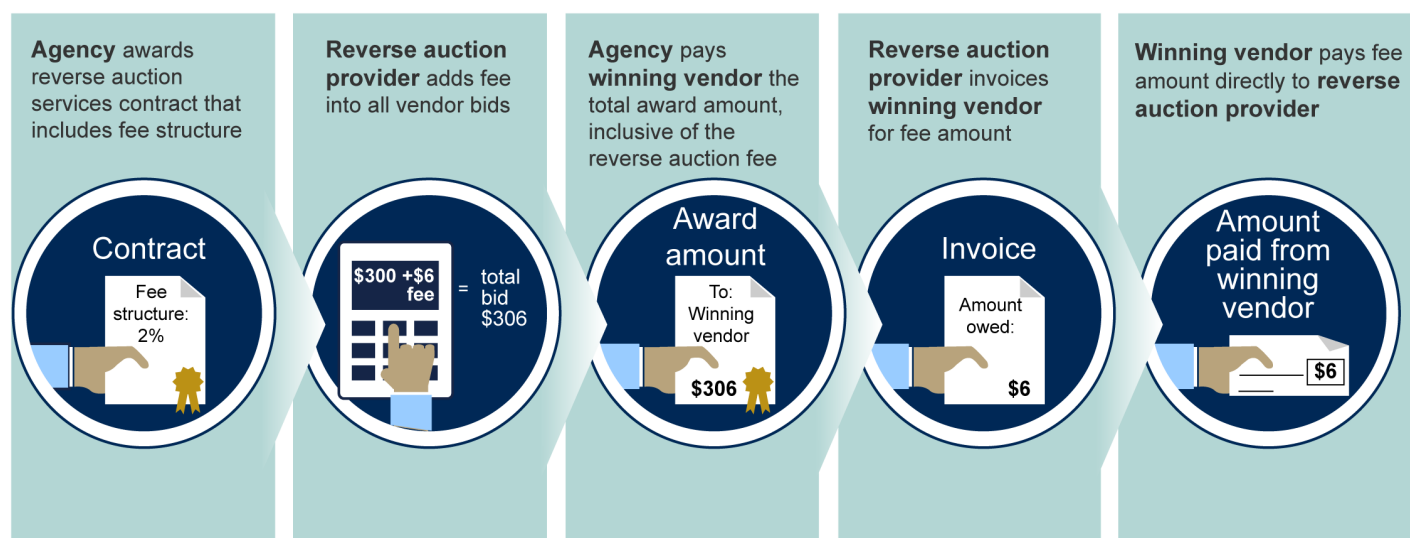 Agency awards
reverse auction
services contract that
includes fee structure
Contract
Fee
structure:
2%
Reverse auction
provider adds fee
into all vendor bids
$300 +$6
fee
= total
bid
$306
Agency pays
winning vendor the
total award amount,
inclusive of the
reverse auction fee
Award
amount
To:
Winning
vendor
$306
Reverse auction
provider invoices
winning vendor
for fee amount
Invoice
Amount
owed:
$6
Winning vendor pays fee
amount directly to reverse
auction provider
Amount
paid from
winning
vendor
$6